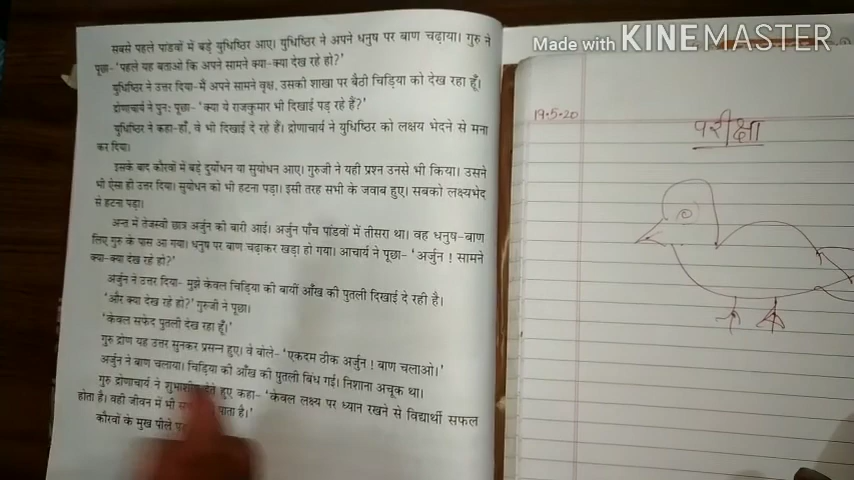 Made with KINEMASTER
सबसे पहले पांडवों में बड़े युधिष्ठिर आए। युधिष्ठिर ने अपने धनुष पर बाण चढ़ाया। गुरु ने
पूछा- 'पहले यह बताओ कि अपने सामने क्या-क्या देख रहे हो?'
युधिष्ठिर ने उत्तर दिया-मैं अपने सामने वृक्ष, उसकी शाखा पर बैठी चिड़िया को देख रहा हूँ।
द्रोणाचार्य ने पुनः पूछा- 'क्या ये राजकुमार भी दिखाई पड़ रहे हैं?'
युधिष्ठिर ने कहा-हाँ, वे भी दिखाई दे रहे हैं। द्रोणाचार्य ने युधिष्ठिर को लक्ष्य भेदने से मना
कर दिया।
इसके बाद कौरवों में बड़े दुर्योधन या सुयोधन आए। गुरुजी ने यही प्रश्न उनसे भी किया। उसने
भी ऐसा ही उत्तर दिया। सुयोधन को भी हटना पड़ा। इसी तरह सभी के जवाब हुए। सबको लक्ष्यभेद
से हटना पड़ा।
अन्त में तेजस्वी छात्र अर्जुन की बारी आई। अर्जुन पाँच पांडवों में तीसरा था। वह धनुष-बाण
लिए गुरु के पास आ गया। धनुष पर बाण चढ़ाकर खड़ा हो गया। आचार्य ने पूछा- 'अर्जुन ! सामने
क्या-क्या देख रहे हो?'
अर्जुन ने उत्तर दिया- मुझे केवल चिड़िया की बायीं आँख की पुतली दिखाई दे रही है।
'और क्या देख रहे हो?' गुरुजी ने पूछा।
'केवल सफेद पुतली देख रहा हूँ।'
गुरु द्रोण यह उत्तर सुनकर प्रसन्न हुए। वे बोले- 'एकदम ठीक अर्जुन ! बाण चलाओ।'
अर्जुन ने बाण चलाया। चिड़िया की आँख की पुतली बिंध गई। निशाना अचूक था।
गुरु द्रोणाचार्य ने शुभाशीष देते हुए कहा- 'केवल लक्ष्य पर ध्यान रखने से विद्यार्थी सफल
होता है। वही जीवन में भी पाता है।'
कौरवों के मुख पीले
19.5.20
परीक्षा